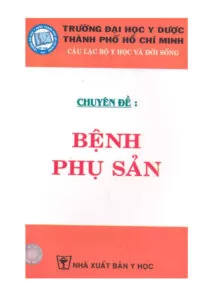 TRƯỜNG ĐẠI HỌC Y DƯỢC
THÀNH PHỐ HỒ CHÍ MINH
CÂU LẠC BỘ Y HỌC VÀ ĐỜI SỐNG
CHUYÊN ĐỀ :
BỆNH
PHỤ SẢN
NHÀ XUẤT BẢN Y HỌC